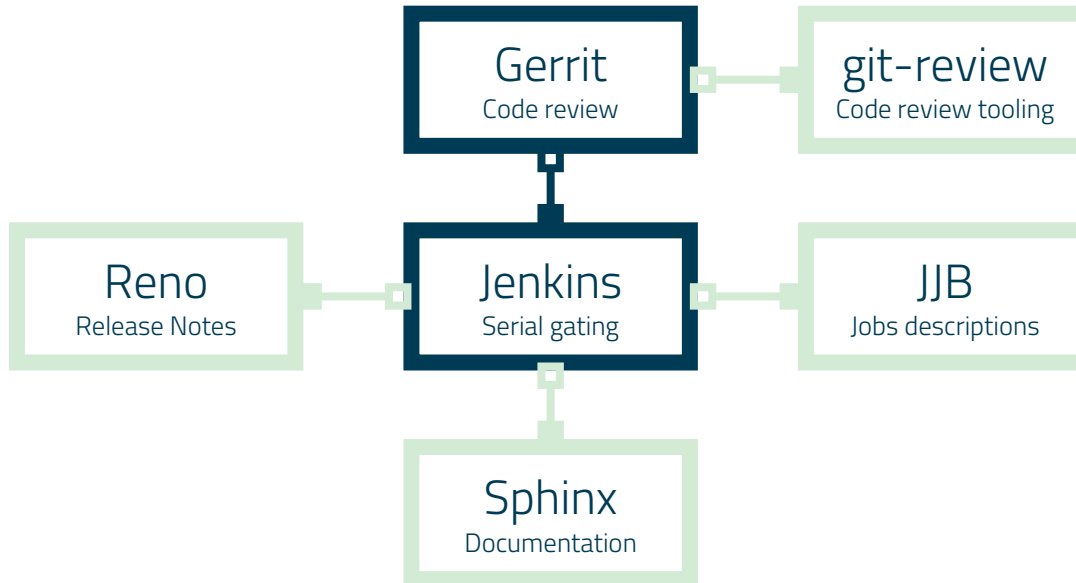 Gerrit
Code review
git-review
Code review tooling
Reno
Release Notes
Jenkins
Serial gating
JJB
Jobs descriptions
Sphinx
Documentation